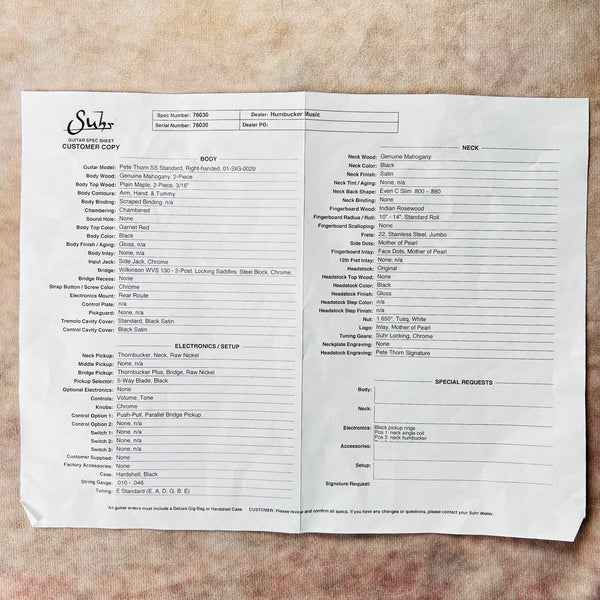 Suhr
GUITAR SPEC SHEET
CUSTOMER COPY
Spec Number: 76030 Dealer: Humbucker Music
Serial Number: 76030 Dealer PO:
BODY
Guitar Model: Pete Thorn SS Standard, Right-handed, 01-SIG-0029
Body Wood: Genuine Mahogany, 2-Piece
Body Top Wood: Plain Maple, 2-Piece, 3/16"
Body Contours: Arm, Hand, & Tummy
Body Binding: Scraped Binding, n/a
Chambering: Chambered
Sound Hole: None
Body Top Color: Garnet Red
Body Color: Black
Body Finish / Aging: Gloss, n/a
Body Inlay: None, n/a
Input Jack: Side Jack, Chrome
Bridge: Wilkinson WVS 130 - 2-Post, Locking Saddles, Steel Block, Chrome,
Bridge Recess: None
Strap Button / Screw Color: Chrome
Electronics Mount: Rear Route
Control Plate: n/a
Pickguard: None, n/a
Tremolo Cavity Cover: Standard, Black Satin
Control Cavity Cover: Black Satin
ELECTRONICS / SETUP
Neck Pickup: Thornbucker, Neck, Raw Nickel
Middle Pickup: None, n/a
Bridge Pickup: Thornbucker Plus, Bridge, Raw Nickel
Pickup Selector: 5-Way Blade, Black
Optional Electronics: None
Controls: Volume, Tone
Knobs: Chrome
Control Option 1: Push-Pull, Parallel Bridge Pickup
Control Option 2: None, n/a
Switch 1: None, n/a
Switch 2: None, n/a
Switch 3: None, n/a
Customer Supplied: None
Factory Accessories: None
Case: Hardshell, Black
String Gauge: .010 - .046
Tuning: E Standard (E, A, D, G, B, E)
NECK
Neck Wood: Genuine Mahogany
Neck Color: Black
Neck Finish: Satin
Neck Tint / Aging: None, n/a
Neck Back Shape: Even C Slim .800 - .880
Neck Binding: None
Fingerboard Wood: Indian Rosewood
Fingerboard Radius / Roll: 10" - 14", Standard Roll
Fingerboard Scalloping: None
Frets: 22, Stainless Steel, Jumbo
Side Dots: Mother of Pearl
Fingerboard Inlay: Face Dots, Mother of Pearl
12th Fret Inlay: None, n/a
Headstock: Original
Headstock Top Wood: None
Headstock Color: Black
Headstock Finish: Gloss
Headstock Step Color: n/a
Headstock Step Finish: n/a
Nut: 1.650", Tusq, White
Logo: Inlay, Mother of Pearl
Tuning Gears: Suhr Locking, Chrome
Neckplate Engraving: None
Headstock Engraving: Pete Thorn Signature
SPECIAL REQUESTS
Body:
Neck:
Electronics: Black pickup rings
Pos 1: neck single coil
Pos 2: neck humbucker
Accessories:
Setup:
Signature Request:
*All guitar orders must include a Deluxe Gig Bag or Hardshell Case CUSTOMER: Please review and confirm all specs. If you have any changes or questions, please contact your Suhr dealer.